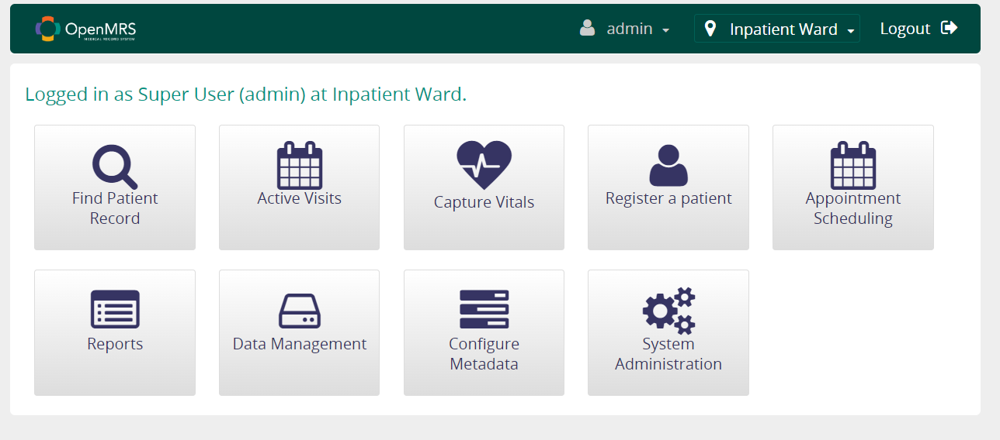 OpenMRS
MEDICAL RECORD SYSTEM
admin
Inpatient Ward
Logout
Logged in as Super User (admin) at Inpatient Ward.
Find Patient
Record
Active Visits
Capture Vitals
Register a patient
Appointment
Scheduling
Reports
Data Management
Configure
Metadata
System
Administration